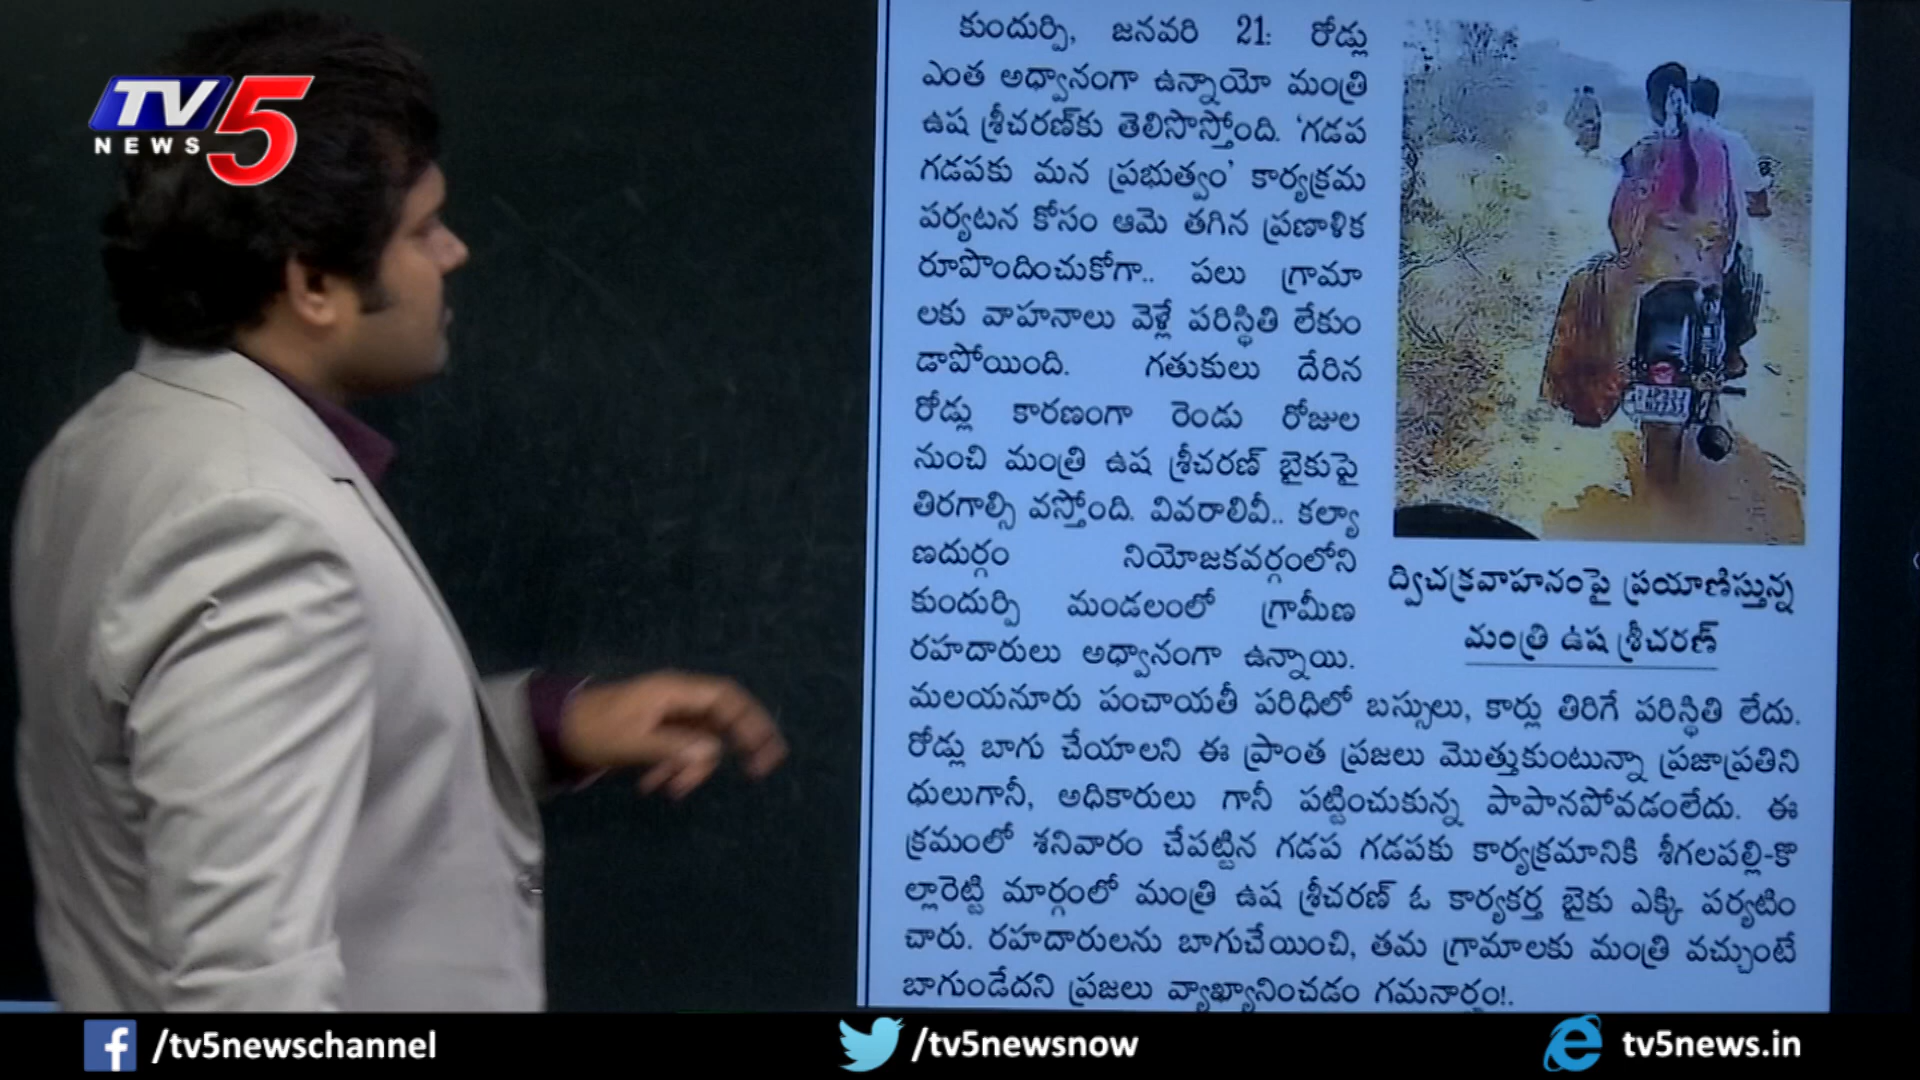 TV5
NEWS
కుందుర్పి, జనవరి 21: రోడ్లు
ఎంత అధ్వానంగా ఉన్నాయో మంత్రి
ఉష శ్రీచరణ్‌కు తెలిసొస్తోంది. 'గడప
గడపకు మన ప్రభుత్వం' కార్యక్రమ
పర్యటన కోసం ఆమె తగిన ప్రణాళిక
రూపొందించుకోగా.. పలు గ్రామా
లకు వాహనాలు వెళ్లే పరిస్థితి లేకుం
డాపోయింది. గతుకులు దేరిన
రోడ్లు కారణంగా రెండు రోజుల
నుంచి మంత్రి ఉష శ్రీచరణ్ బైకుపై
తిరగాల్సి వస్తోంది. వివరాలివీ.. కల్యా
ణదుర్గం నియోజకవర్గంలోని
కుందుర్పి మండలంలో గ్రామీణ
రహదారులు అధ్వానంగా ఉన్నాయి.
మలయనూరు పంచాయతీ పరిధిలో బస్సులు, కార్లు తిరిగే పరిస్థితి లేదు.
రోడ్లు బాగు చేయాలని ఈ ప్రాంత ప్రజలు మొత్తుకుంటున్నా ప్రజాప్రతిని
ధులుగానీ, అధికారులు గానీ పట్టించుకున్న పాపానపోవడంలేదు. ఈ
క్రమంలో శనివారం చేపట్టిన గడప గడపకు కార్యక్రమానికి శీగలపల్లి-కొ
ల్లారెట్టి మార్గంలో మంత్రి ఉష శ్రీచరణ్ ఓ కార్యకర్త బైకు ఎక్కి పర్యటిం
చారు. రహదారులను బాగుచేయించి, తమ గ్రామాలకు మంత్రి వచ్చుంటే
బాగుండేదని ప్రజలు వ్యాఖ్యానించడం గమనార్హం!.
ద్విచక్రవాహనంపై ప్రయాణిస్తున్న
మంత్రి ఉష శ్రీచరణ్
/tv5newschannel
/tv5newsnow
tv5news.in